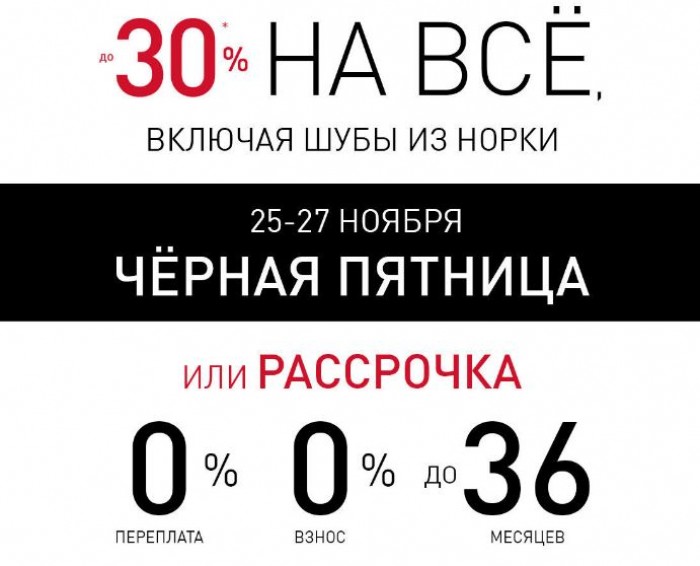 до 30%* НА ВСЁ,
ВКЛЮЧАЯ ШУБЫ ИЗ НОРКИ
25-27 НОЯБРЯ
ЧЁРНАЯ ПЯТНИЦА
ИЛИ РАССРОЧКА
0% 0% ДО 36
ПЕРЕПЛАТА ВЗНОС МЕСЯЦЕВ